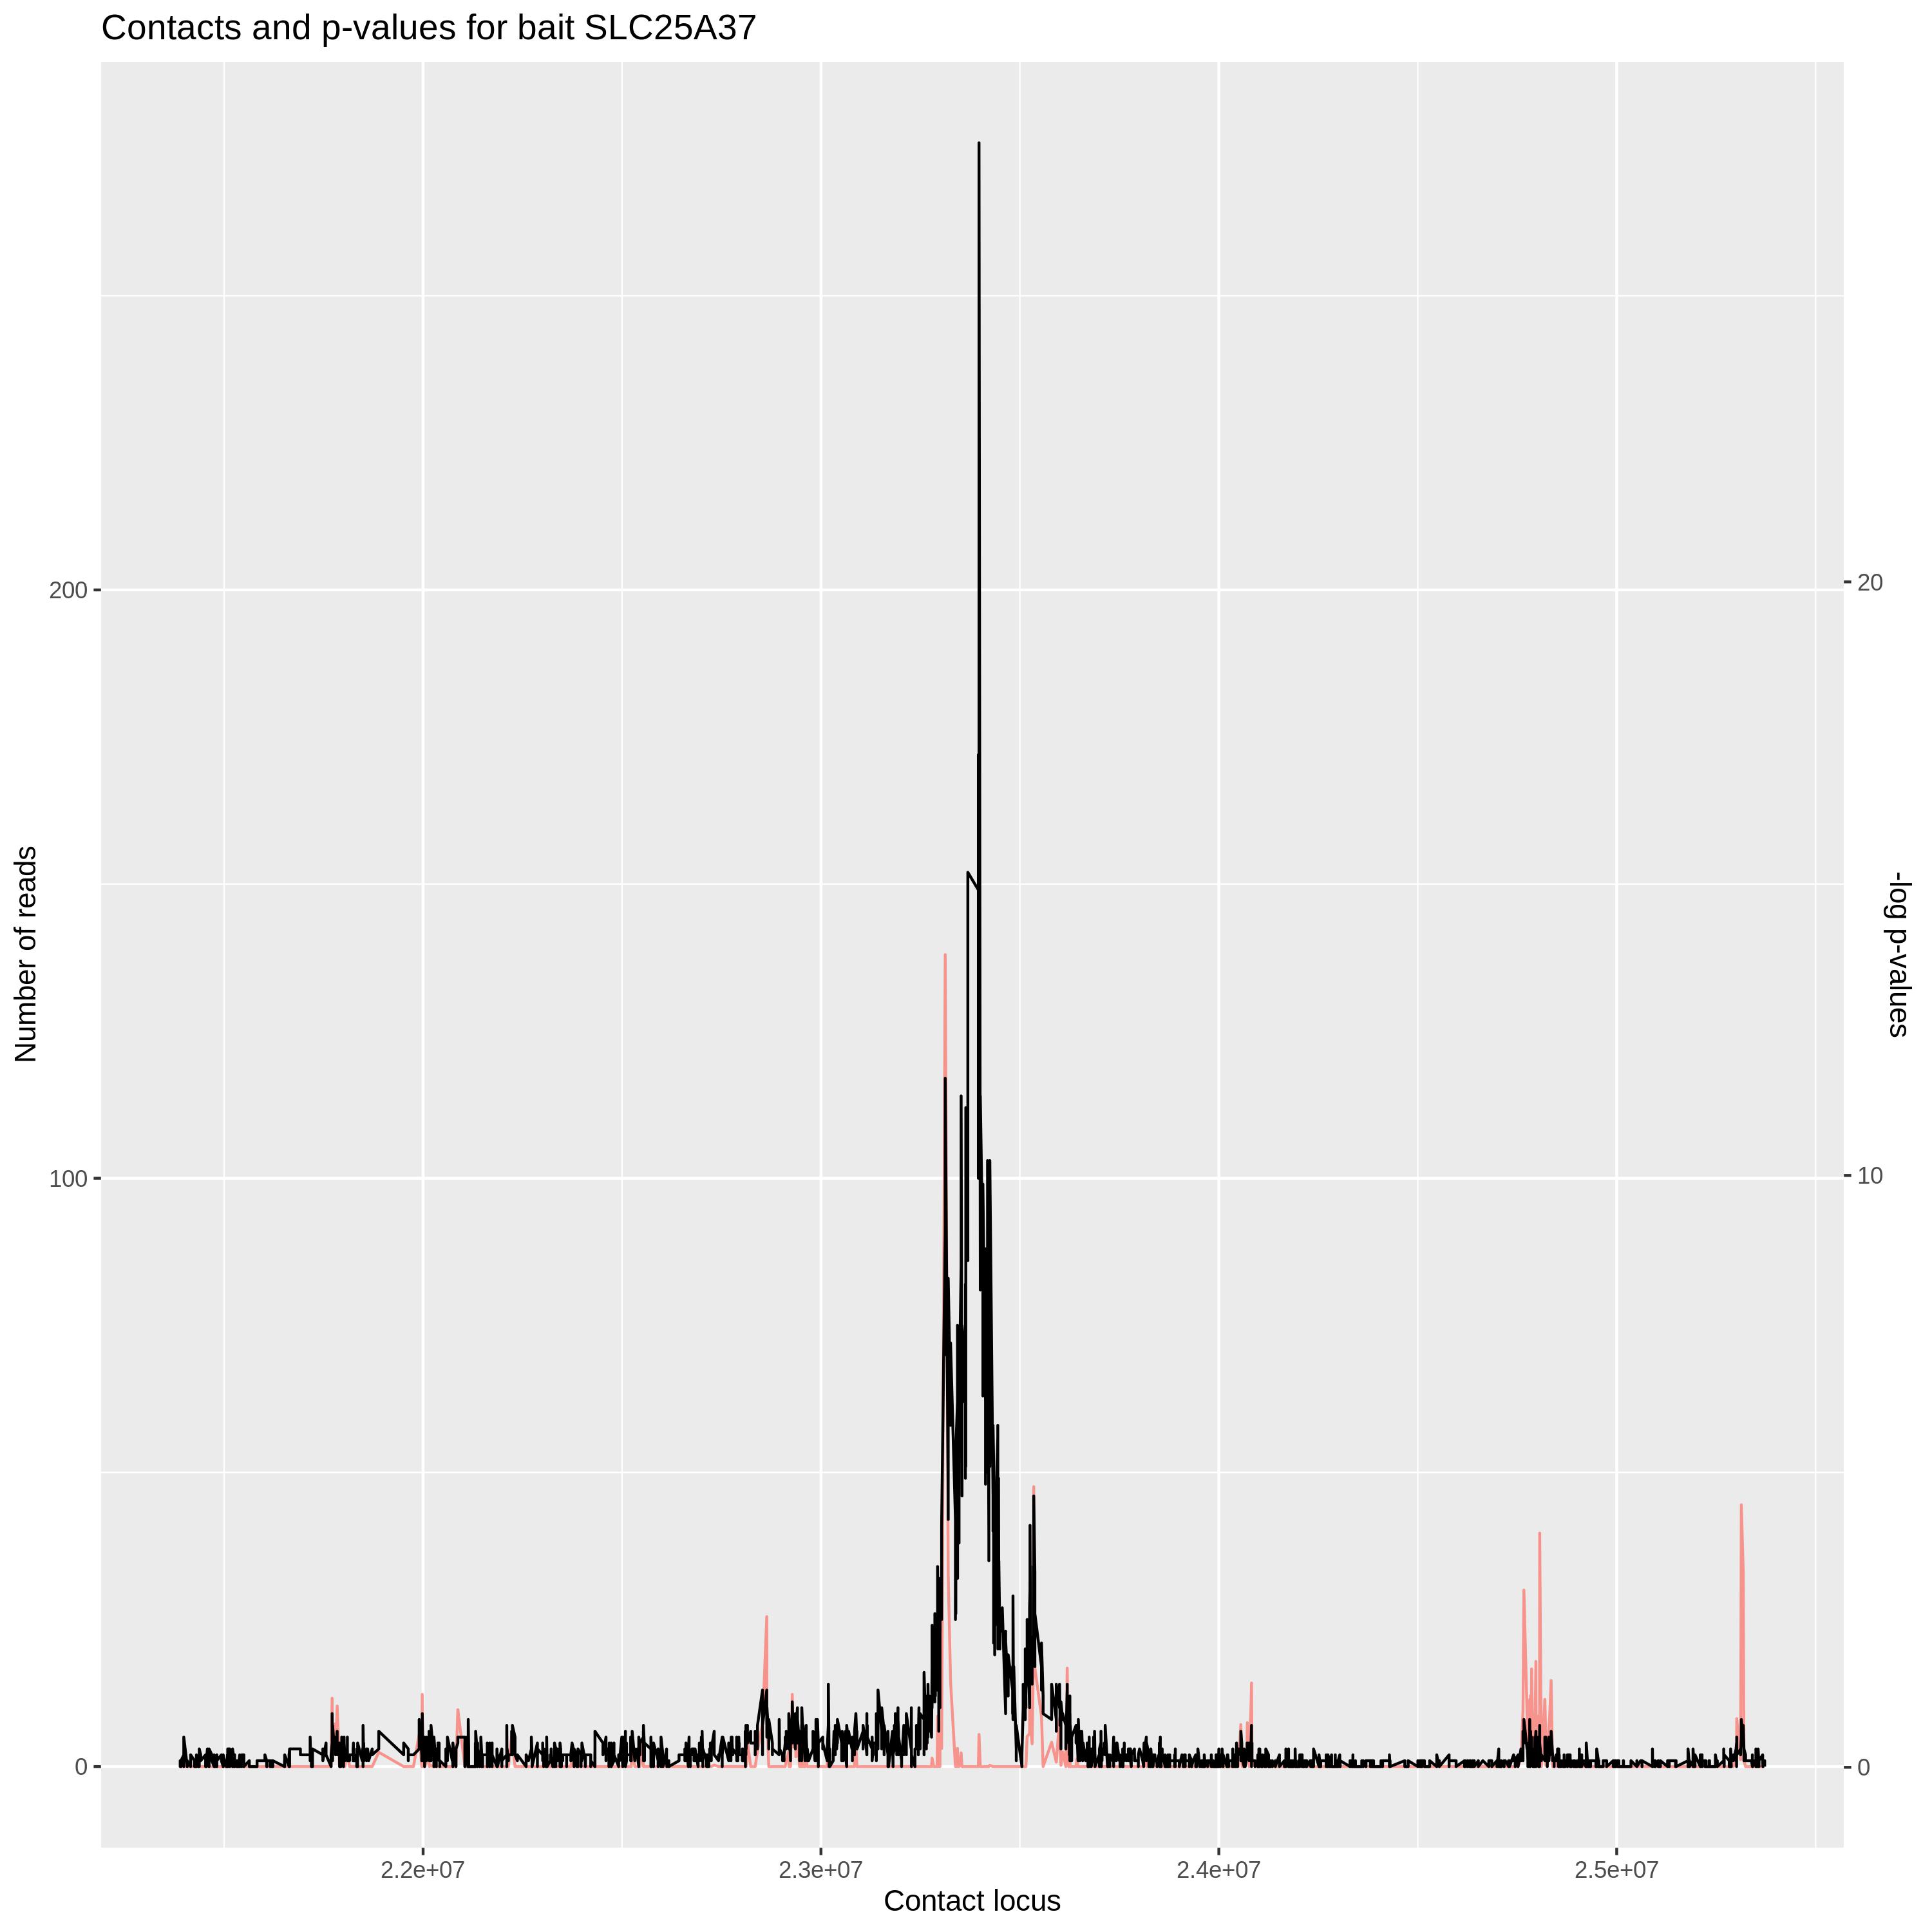 Contacts and p-values for bait SLC25A37
Number of reads
200
100
0
20
10
0
-log p-values
2.2e+07 2.3e+07 2.4e+07 2.5e+07
Contact locus